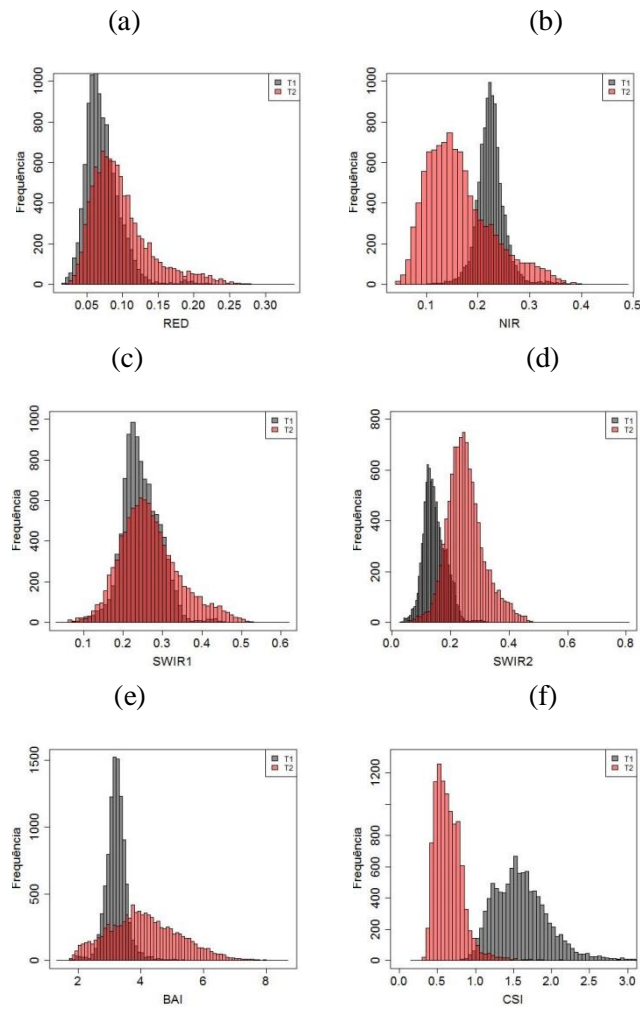 (a)
(b)
T1
T2
Frequência
0
200
400
600
800
1000
0.05 0.10 0.15 0.20 0.25 0.30
RED
T1
T2
Frequência
0
200
400
600
800
1000
0.1 0.2 0.3 0.4 0.5
NIR
(c)
(d)
T1
T2
Frequência
0
200
400
600
800
1000
0.1 0.2 0.3 0.4 0.5 0.6
SWIR1
T1
T2
Frequência
0
200
400
600
800
0.0 0.2 0.4 0.6 0.8
SWIR2
(e)
(f)
T1
T2
Frequência
0
500
1000
1500
2 4 6 8
BAI
T1
T2
Frequência
0
200
400
600
800
1200
0.0 0.5 1.0 1.5 2.0 2.5 3.0
CSI